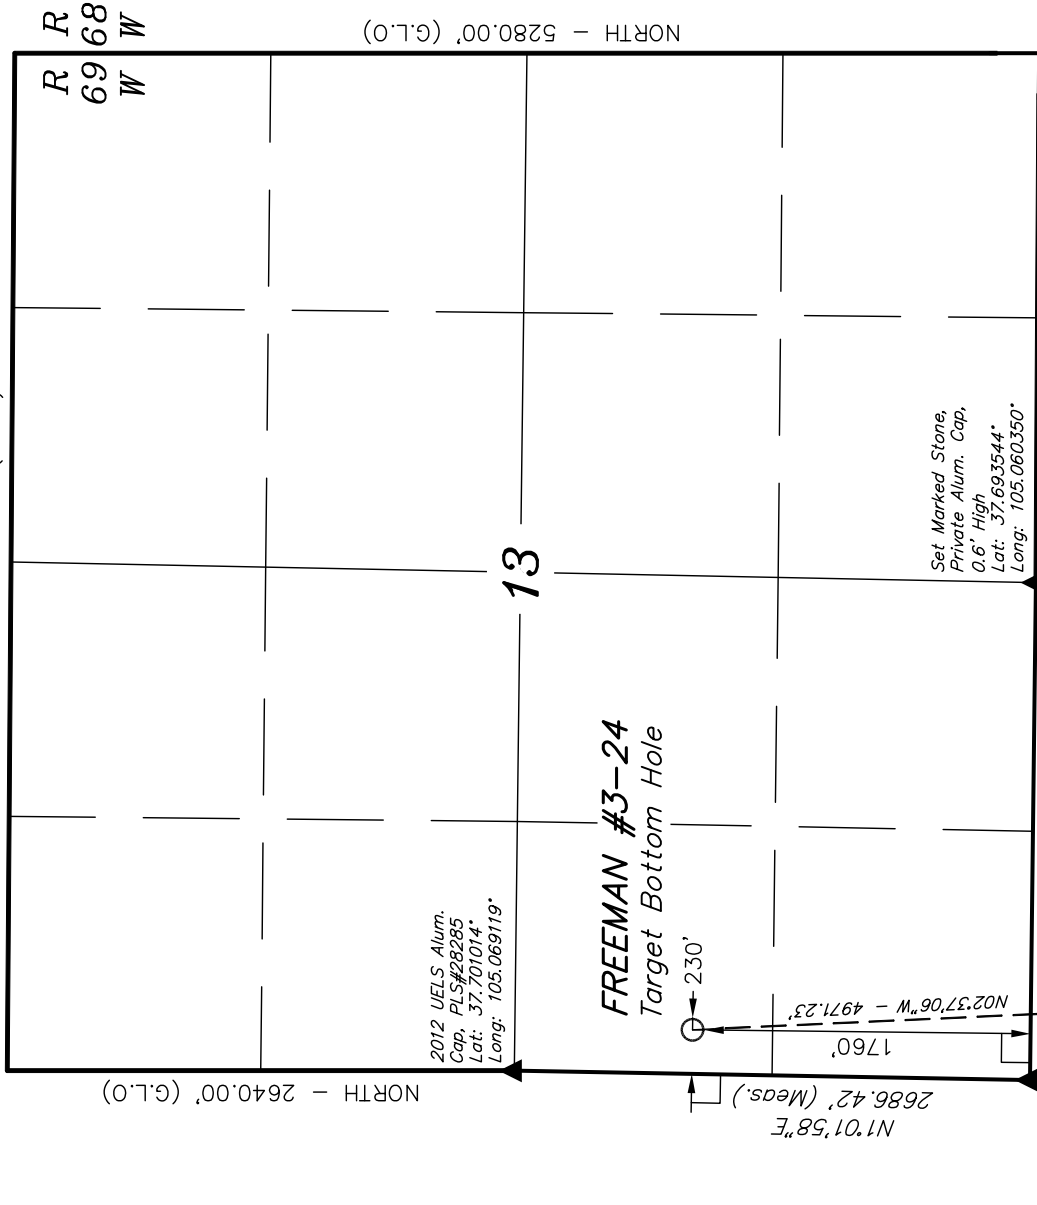 R R
69 68
W W
NORTH - 5280.00' (G.L.O)
13
2012 UELS Alum.
Cap, PLS#28285
Lat: 37.701014°
Long: 105.069119°
NORTH - 2640.00' (G.L.O)
FREEMAN #3-24
Target Bottom Hole
230'
1760'
N02°37'06"W - 4971.23'
N1°01'58"E
2686.42' (Meas.)
Set Marked Stone,
Private Alum. Cap,
0.6' High
Lat: 37.693544°
Long: 105.060350°